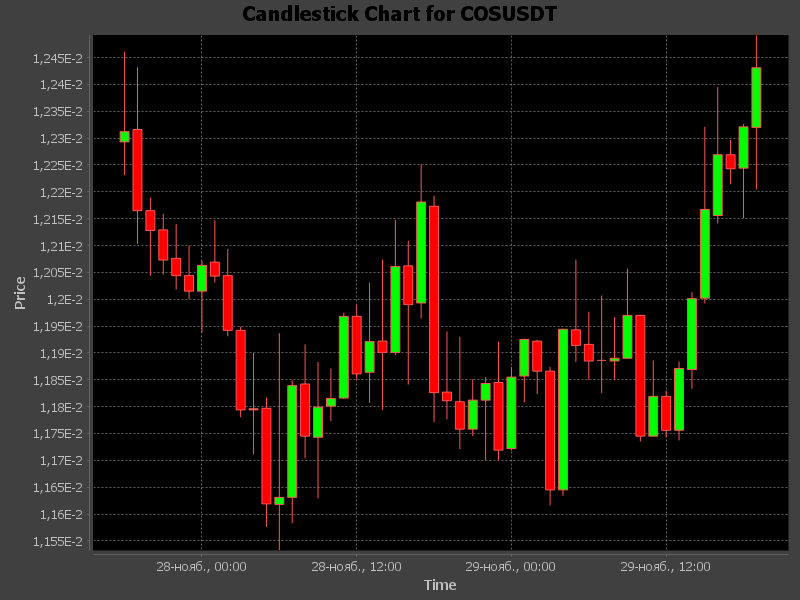 Candlestick Chart for COSUSDT
1,245E-2
1,24E-2
1,235E-2
1,23E-2
1,225E-2
1,22E-2
1,215E-2
1,21E-2
1,205E-2
1,2E-2
1,195E-2
1,19E-2
1,185E-2
1,18E-2
1,175E-2
1,17E-2
1,165E-2
1,16E-2
1,155E-2
Price
28-нояб., 00:00
28-нояб., 12:00
29-нояб., 00:00
29-нояб., 12:00
Time